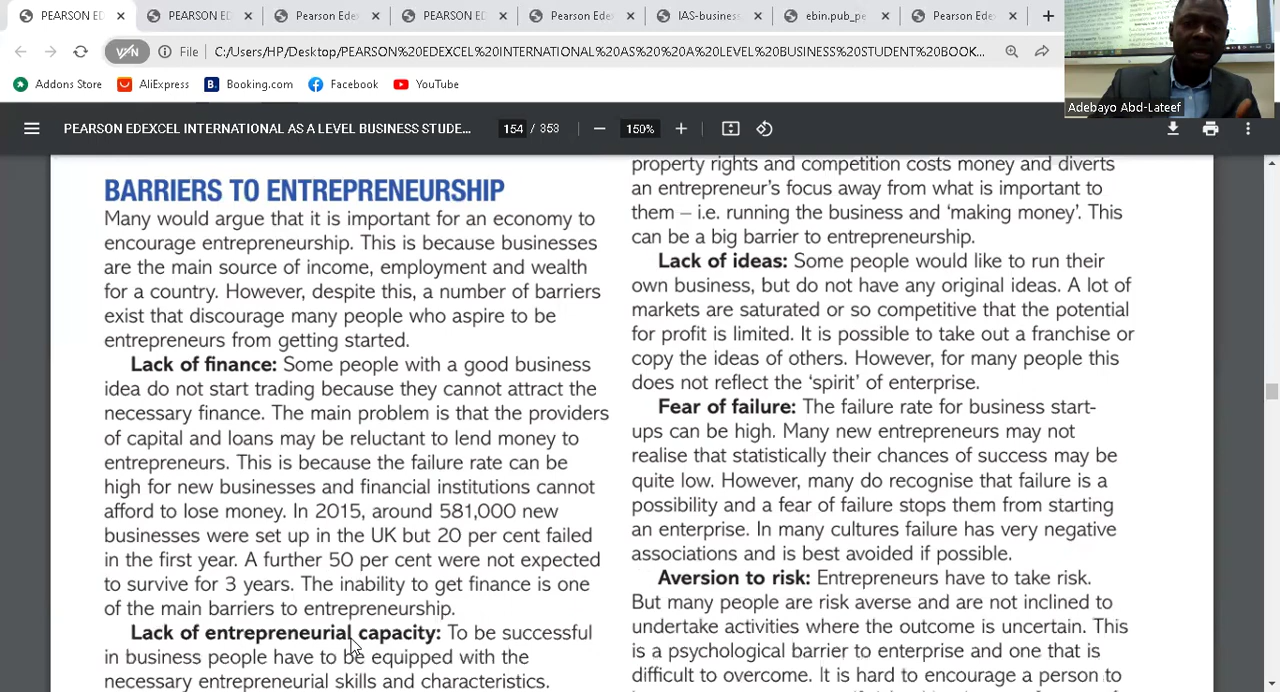 PEARSON EDE
PEARSON Ede
Pearson Edex
PEARSON Ede
Pearson Edex
IAS-Business
ebin.pub_pe
Pearson Edex
File
C:/Users/HP/Desktop/PEARSON%20EDEXCEL%20INTERNATIONAL%20AS%20A%20LEVEL%20BUSINESS%20STUDENT%20BOOK...
Addons Store
AliExpress
Booking.com
Facebook
YouTube
Adebayo Abd-Lateef
PEARSON EDEXCEL INTERNATIONAL AS A LEVEL BUSINESS STUDE...
154 / 353
150%
BARRIERS TO ENTREPRENEURSHIP
Many would argue that it is important for an economy to
encourage entrepreneurship. This is because businesses
are the main source of income, employment and wealth
for a country. However, despite this, a number of barriers
exist that discourage many people who aspire to be
entrepreneurs from getting started.
Lack of finance: Some people with a good business
idea do not start trading because they cannot attract the
necessary finance. The main problem is that the providers
of capital and loans may be reluctant to lend money to
entrepreneurs. This is because the failure rate can be
high for new businesses and financial institutions cannot
afford to lose money. In 2015, around 581,000 new
businesses were set up in the UK but 20 per cent failed
in the first year. A further 50 per cent were not expected
to survive for 3 years. The inability to get finance is one
of the main barriers to entrepreneurship.
Lack of entrepreneurial capacity: To be successful
in business people have to be equipped with the
necessary entrepreneurial skills and characteristics.
property rights and competition costs money and diverts
an entrepreneur's focus away from what is important to
them – i.e. running the business and 'making money'. This
can be a big barrier to entrepreneurship.
Lack of ideas: Some people would like to run their
own business, but do not have any original ideas. A lot of
markets are saturated or so competitive that the potential
for profit is limited. It is possible to take out a franchise or
copy the ideas of others. However, for many people this
does not reflect the 'spirit' of enterprise.
Fear of failure: The failure rate for business start-
ups can be high. Many new entrepreneurs may not
realise that statistically their chances of success may be
quite low. However, many do recognise that failure is a
possibility and a fear of failure stops them from starting
an enterprise. In many cultures failure has very negative
associations and is best avoided if possible.
Aversion to risk: Entrepreneurs have to take risk.
But many people are risk averse and are not inclined to
undertake activities where the outcome is uncertain. This
is a psychological barrier to enterprise and one that is
difficult to overcome. It is hard to encourage a person to